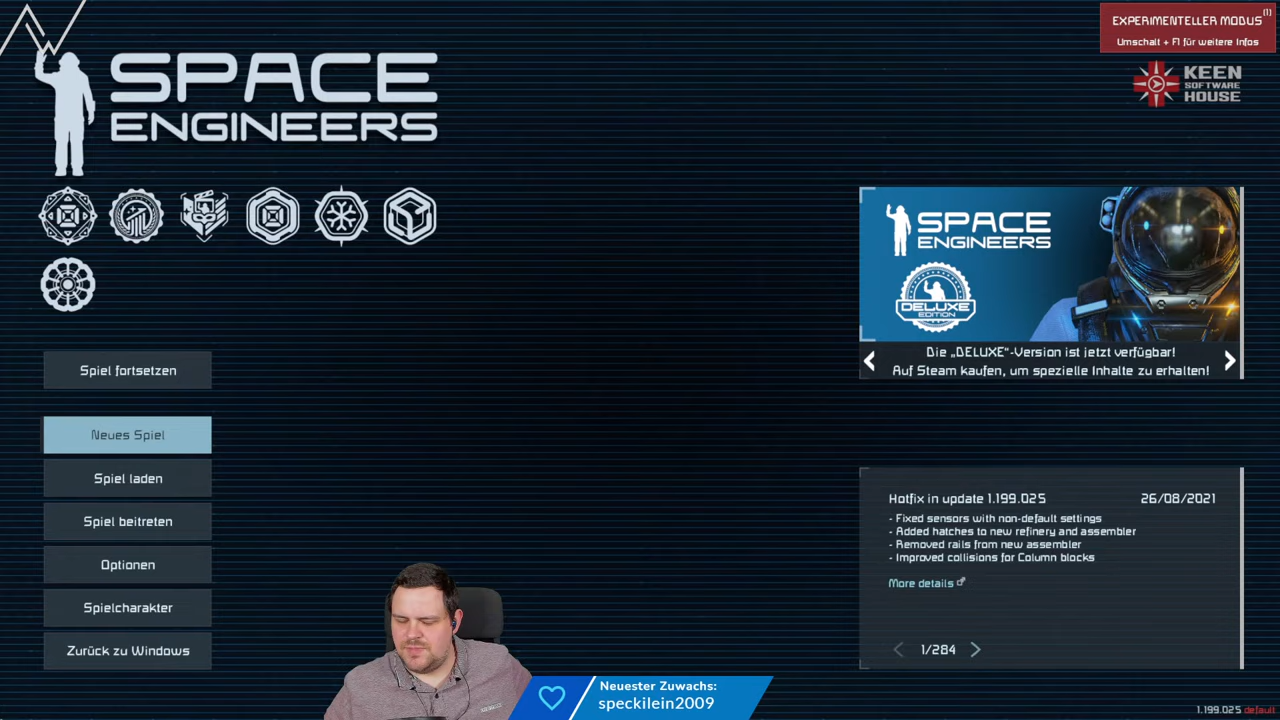 EXPERIMENTELLER MODUS(1)
Umschalt + F1 für weitere Infos
SPACE
ENGINEERS
KEEN
SOFTWARE
HOUSE
SPACE
ENGINEERS
DELUXE
EDITION
Die „DELUXE“-Version ist jetzt verfügbar!
Auf Steam kaufen, um spezielle Inhalte zu erhalten!
Spiel fortsetzen
Neues Spiel
Spiel laden
Spiel beitreten
Optionen
Spielcharakter
Zurück zu Windows
Hotfix in update 1.199.025 26/08/2021
- Fixed sensors with non-default settings
- Added hatches to new refinery and assembler
- Removed rails from new assembler
- Improved collisions for Column blocks
More details
1/284
Neuester Zuwachs:
speckilein2009
1.199.025 default